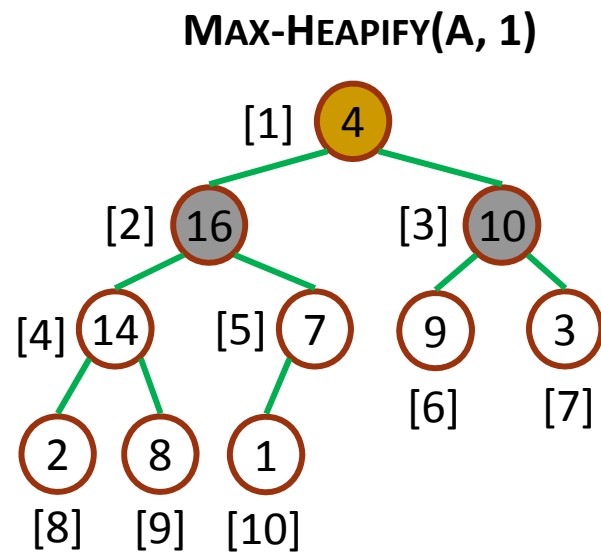 MAX-HEAPIFY(A, 1)
[1] 4
[2] 16 [3] 10
[4] 14 [5] 7 9 3
[6] [7]
2 8 1
[8] [9] [10]